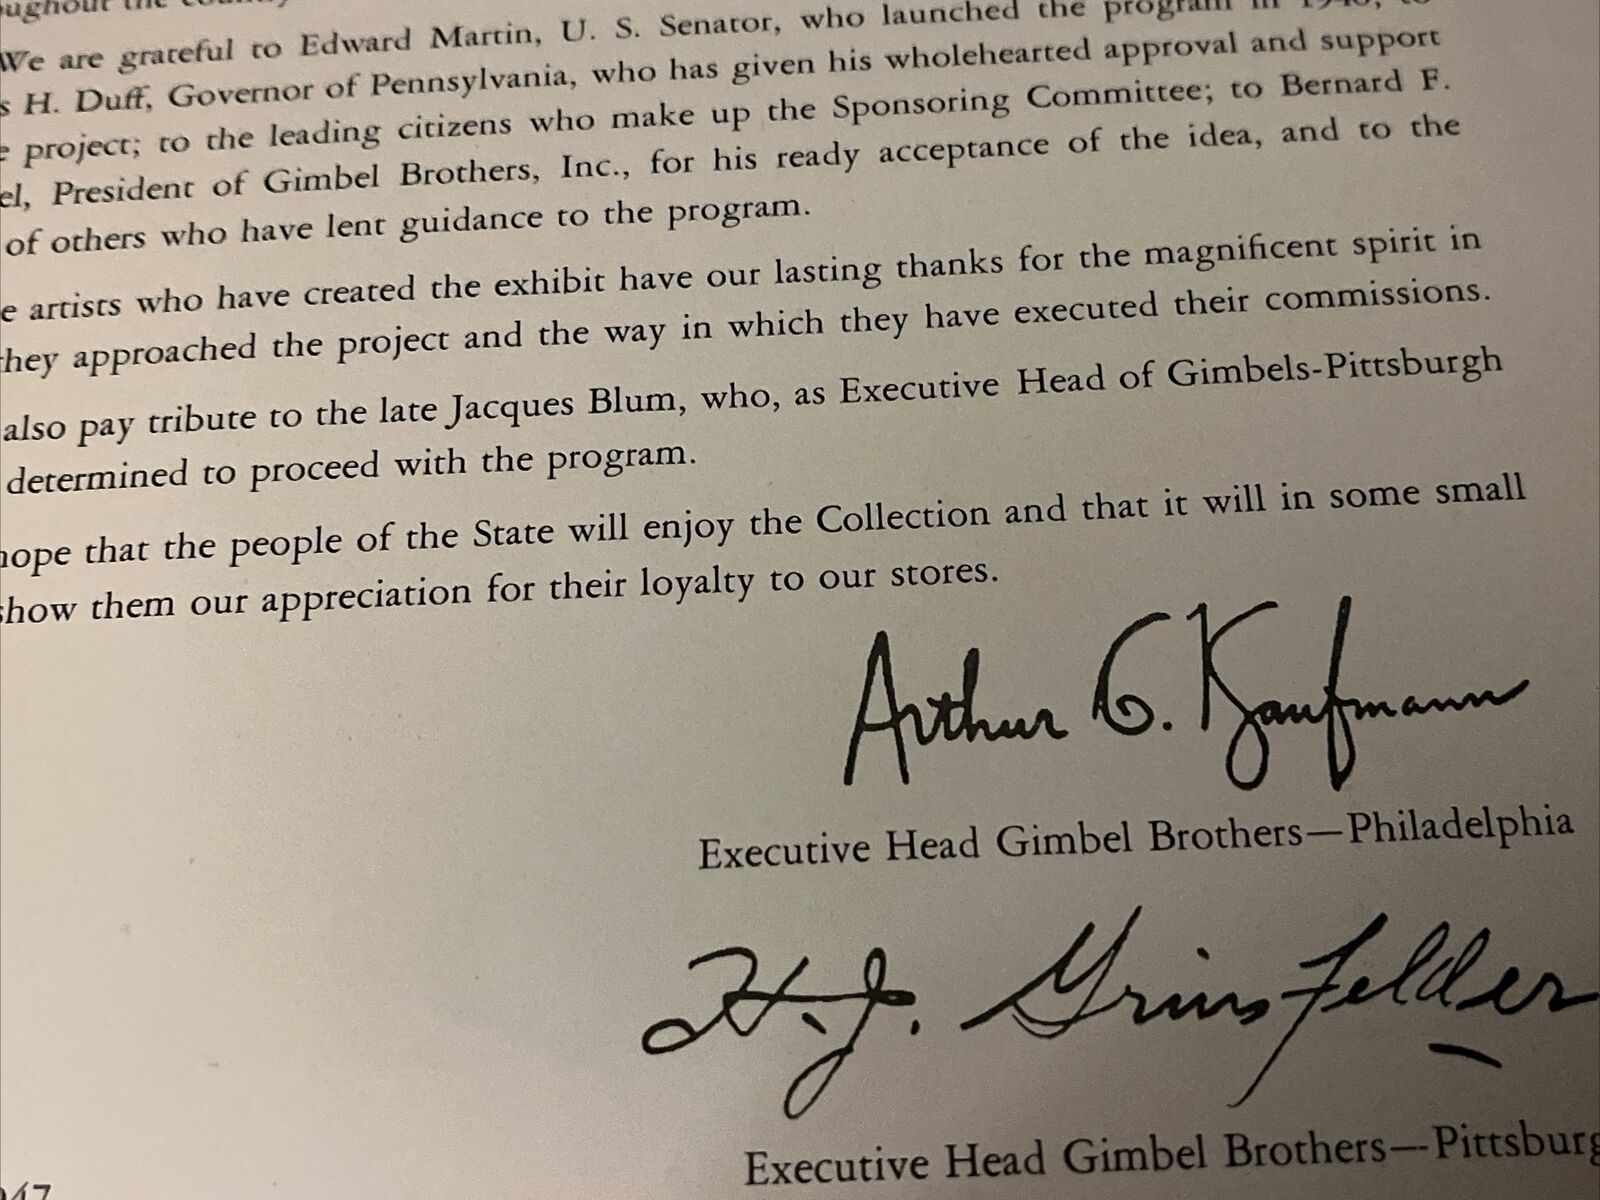 We are grateful to Edward Martin, U. S. Senator, who launched the program in
s H. Duff, Governor of Pennsylvania, who has given his wholehearted approval and support
e project; to the leading citizens who make up the Sponsoring Committee; to Bernard F.
el, President of Gimbel Brothers, Inc., for his ready acceptance of the idea, and to the
of others who have lent guidance to the program.
e artists who have created the exhibit have our lasting thanks for the magnificent spirit in
they approached the project and the way in which they have executed their commissions.
also pay tribute to the late Jacques Blum, who, as Executive Head of Gimbels-Pittsburgh
determined to proceed with the program.
hope that the people of the State will enjoy the Collection and that it will in some small
show them our appreciation for their loyalty to our stores.
Arthur C. Kaufmann
Executive Head Gimbel Brothers—Philadelphia
H. J. Grinsfelder
Executive Head Gimbel Brothers—Pittsburg
947